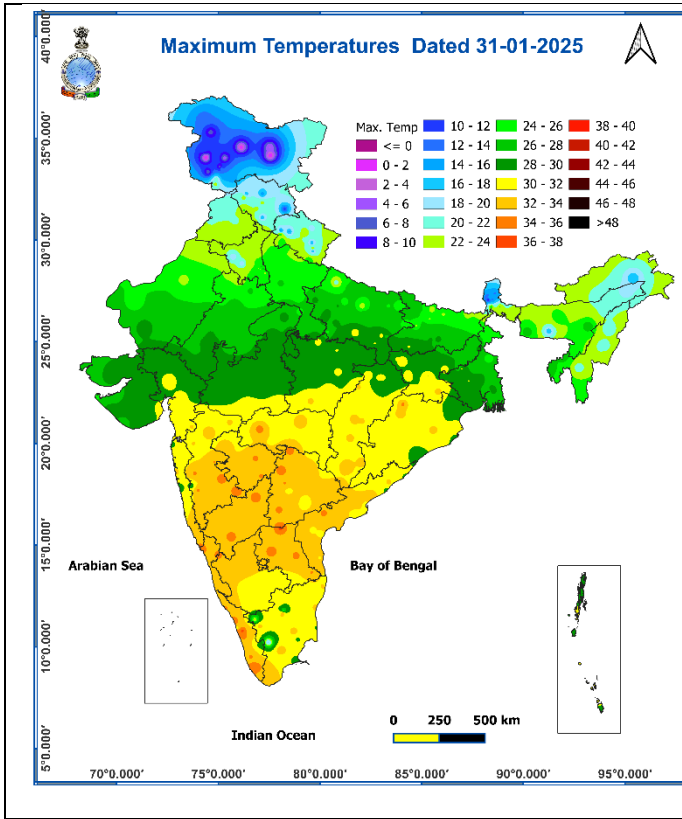 Maximum Temperatures Dated 31-01-2025
Max. Temp
<= 0
0 - 2
2 - 4
4 - 6
6 - 8
8 - 10
10 - 12
12 - 14
14 - 16
16 - 18
18 - 20
20 - 22
22 - 24
24 - 26
26 - 28
28 - 30
30 - 32
32 - 34
34 - 36
36 - 38
38 - 40
40 - 42
42 - 44
44 - 46
46 - 48
>48
40°0.000'
35°0.000'
30°0.000'
25°0.000'
20°0.000'
15°0.000'
10°0.000'
5°0.000'
Arabian Sea
Bay of Bengal
Indian Ocean
0 250 500 km
70°0.000'
75°0.000'
80°0.000'
85°0.000'
90°0.000'
95°0.000'